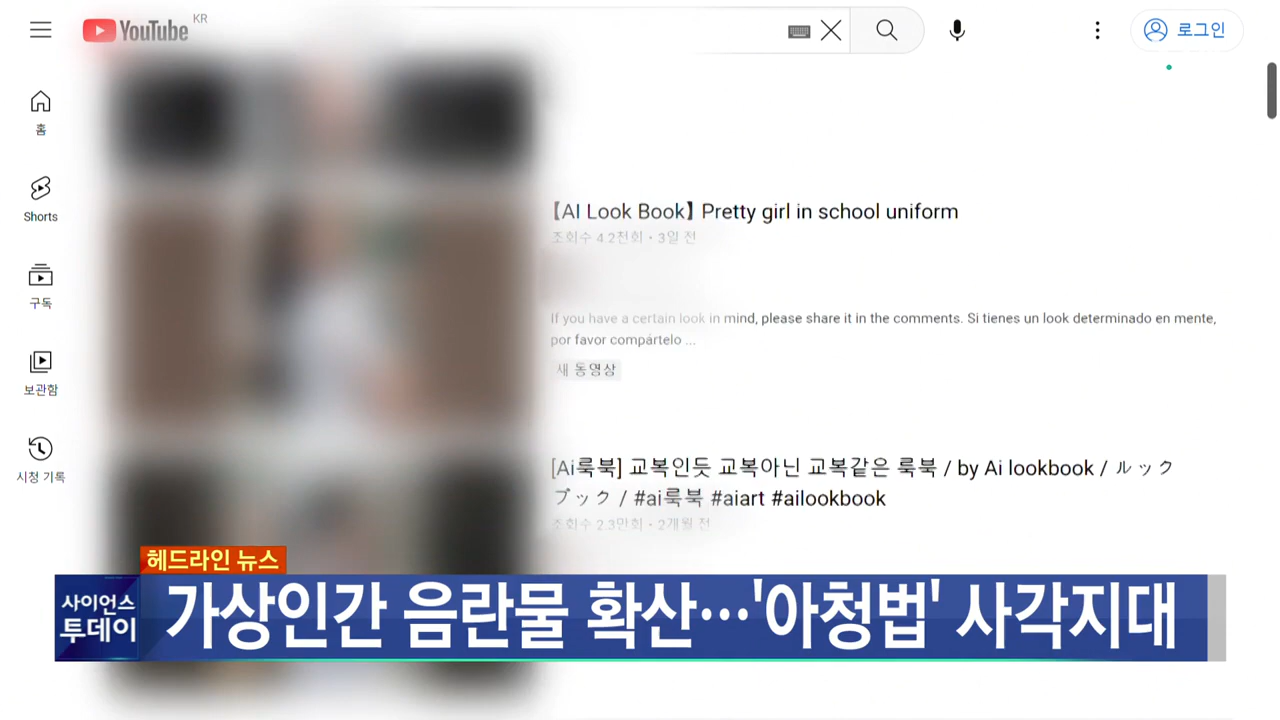 YouTube KR
로그인
홈
Shorts
구독
보관함
시청 기록
【AI Look Book】 Pretty girl in school uniform
조회수 4.2천회・3일 전
If you have a certain look in mind, please share it in the comments. Si tienes un look determinado en mente,
por favor compártelo ...
새 동영상
[Ai룩북] 교복인듯 교복아닌 교복같은 룩북 / by Ai lookbook / ルック
ブック / #ai룩북 #aiart #ailookbook
조회수 2.3만회・2개월 전
헤드라인 뉴스
사이언스
투데이
가상인간 음란물 확산…'아청법' 사각지대